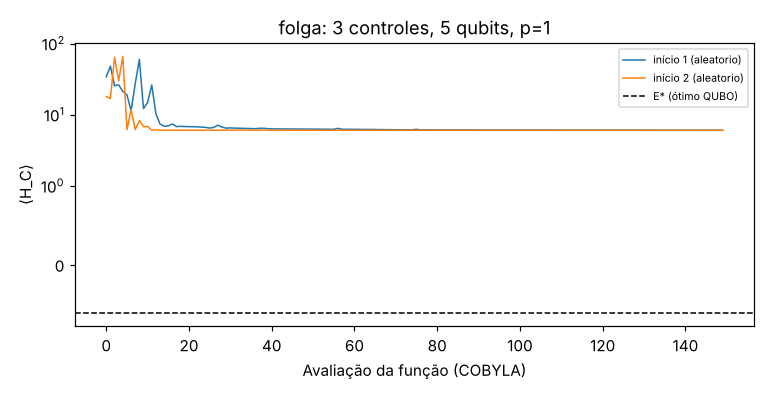 folga: 3 controles, 5 qubits, p=1
10²
10¹
10⁰
0
⟨H_C⟩
início 1 (aleatorio)
início 2 (aleatorio)
E* (ótimo QUBO)
0 20 40 60 80 100 120 140
Avaliação da função (COBYLA)